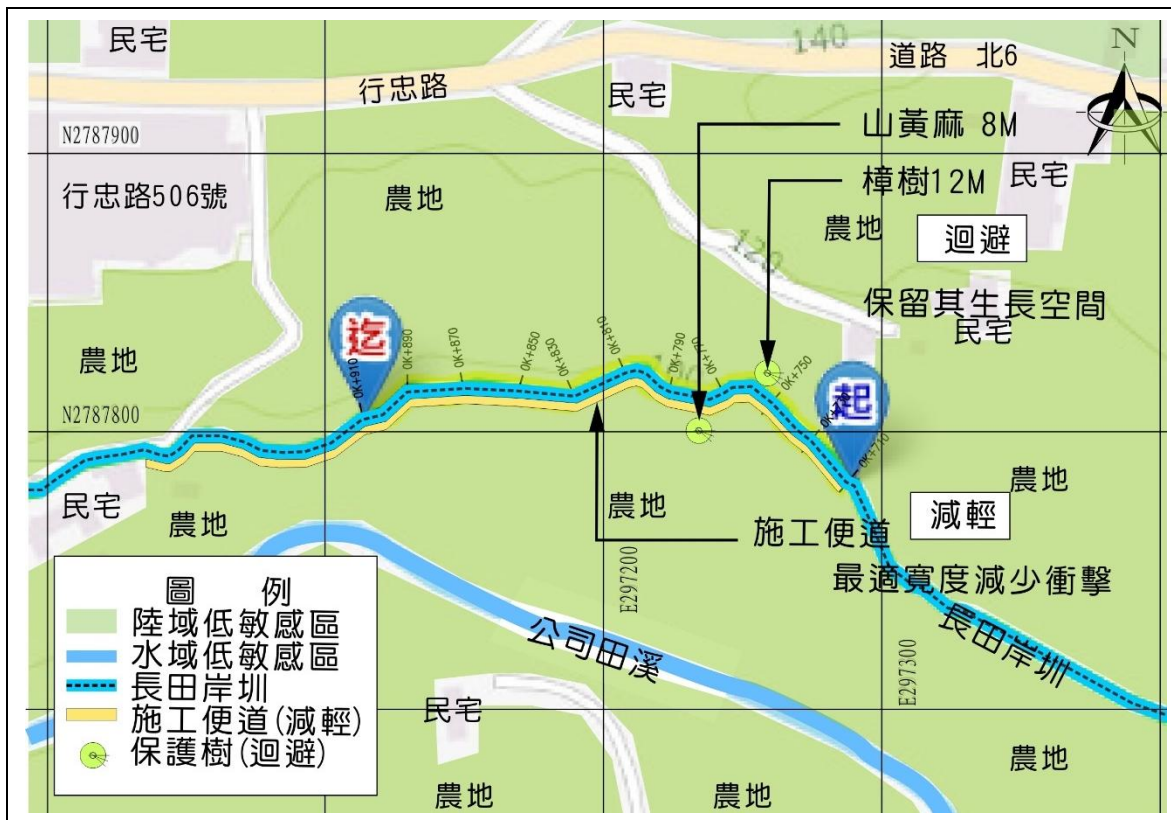 民宅
140
道路 北6
N
行忠路
民宅
山黃麻 8M
N2787900
樟樹12M
民宅
行忠路506號
農地
農地
迴避
120
保留其生長空間
民宅
迄
農地
0K+910
0K+890
0K+870
0K+850
0K+830
0K+810
0K+790
0K+770
0K+750
起
0K+710
N2787800
農地
民宅
農地
農地
減輕
施工便道
最適寬度減少衝擊
E297200
公司田溪
長田岸圳
E297300
圖 例
陸域低敏感區
水域低敏感區
長田岸圳
施工便道(減輕)
保護樹(迴避)
民宅
農地
農地
農地